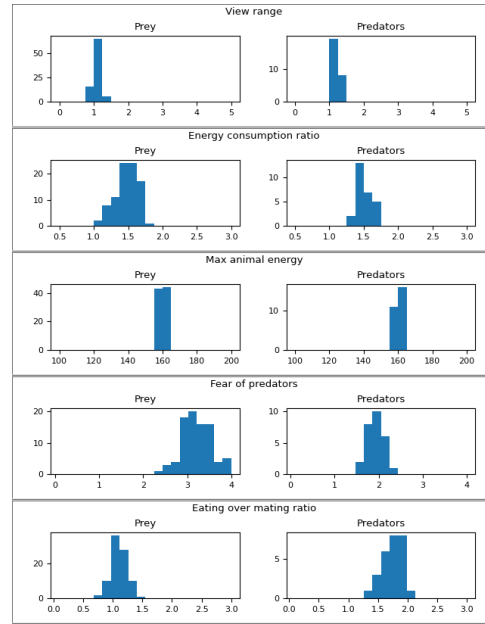 View range
Prey Predators
50
25
0
0 1 2 3 4 5
10
0
0 1 2 3 4 5
Energy consumption ratio
Prey Predators
20
10
0
0.5 1.0 1.5 2.0 2.5 3.0
10
5
0
0.5 1.0 1.5 2.0 2.5 3.0
Max animal energy
Prey Predators
40
20
0
100 120 140 160 180 200
10
0
100 120 140 160 180 200
Fear of predators
Prey Predators
20
10
0
0 1 2 3 4
10
5
0
0 1 2 3 4
Eating over mating ratio
Prey Predators
20
0
0.0 0.5 1.0 1.5 2.0 2.5 3.0
5
0
0.0 0.5 1.0 1.5 2.0 2.5 3.0